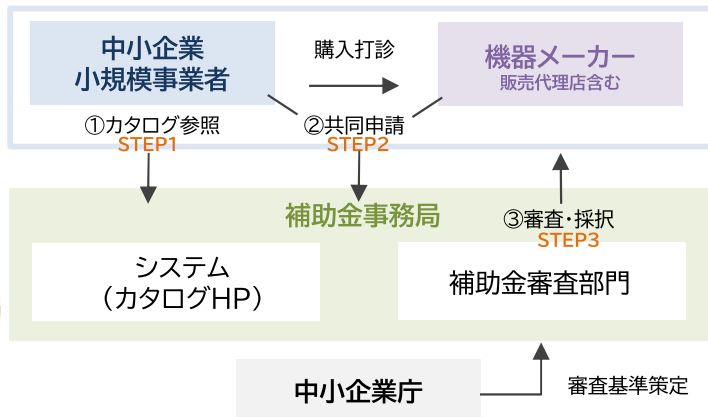 中小企業
小規模事業者
購入打診
機器メーカー
販売代理店含む
①カタログ参照
STEP1
②共同申請
STEP2
補助金事務局
③審査・採択
STEP3
システム
（カタログHP）
補助金審査部門
中小企業庁
審査基準策定